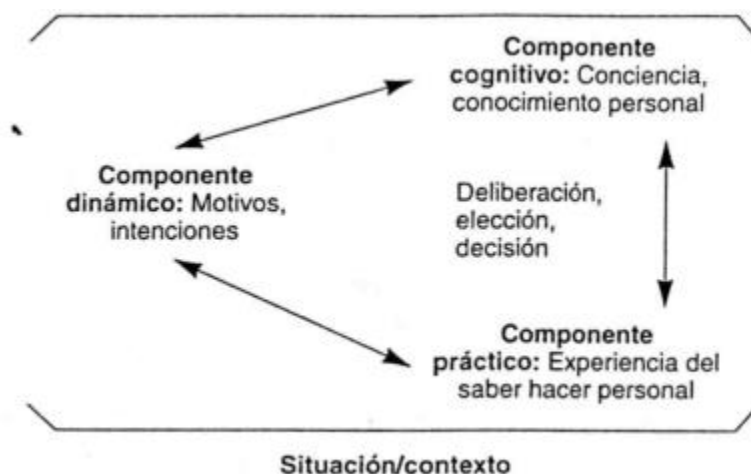 Componente
cognitivo: Conciencia,
conocimiento personal
Componente
dinámico: Motivos,
intenciones
Deliberación,
elección,
decisión
Componente
práctico: Experiencia del
saber hacer personal
Situación/contexto